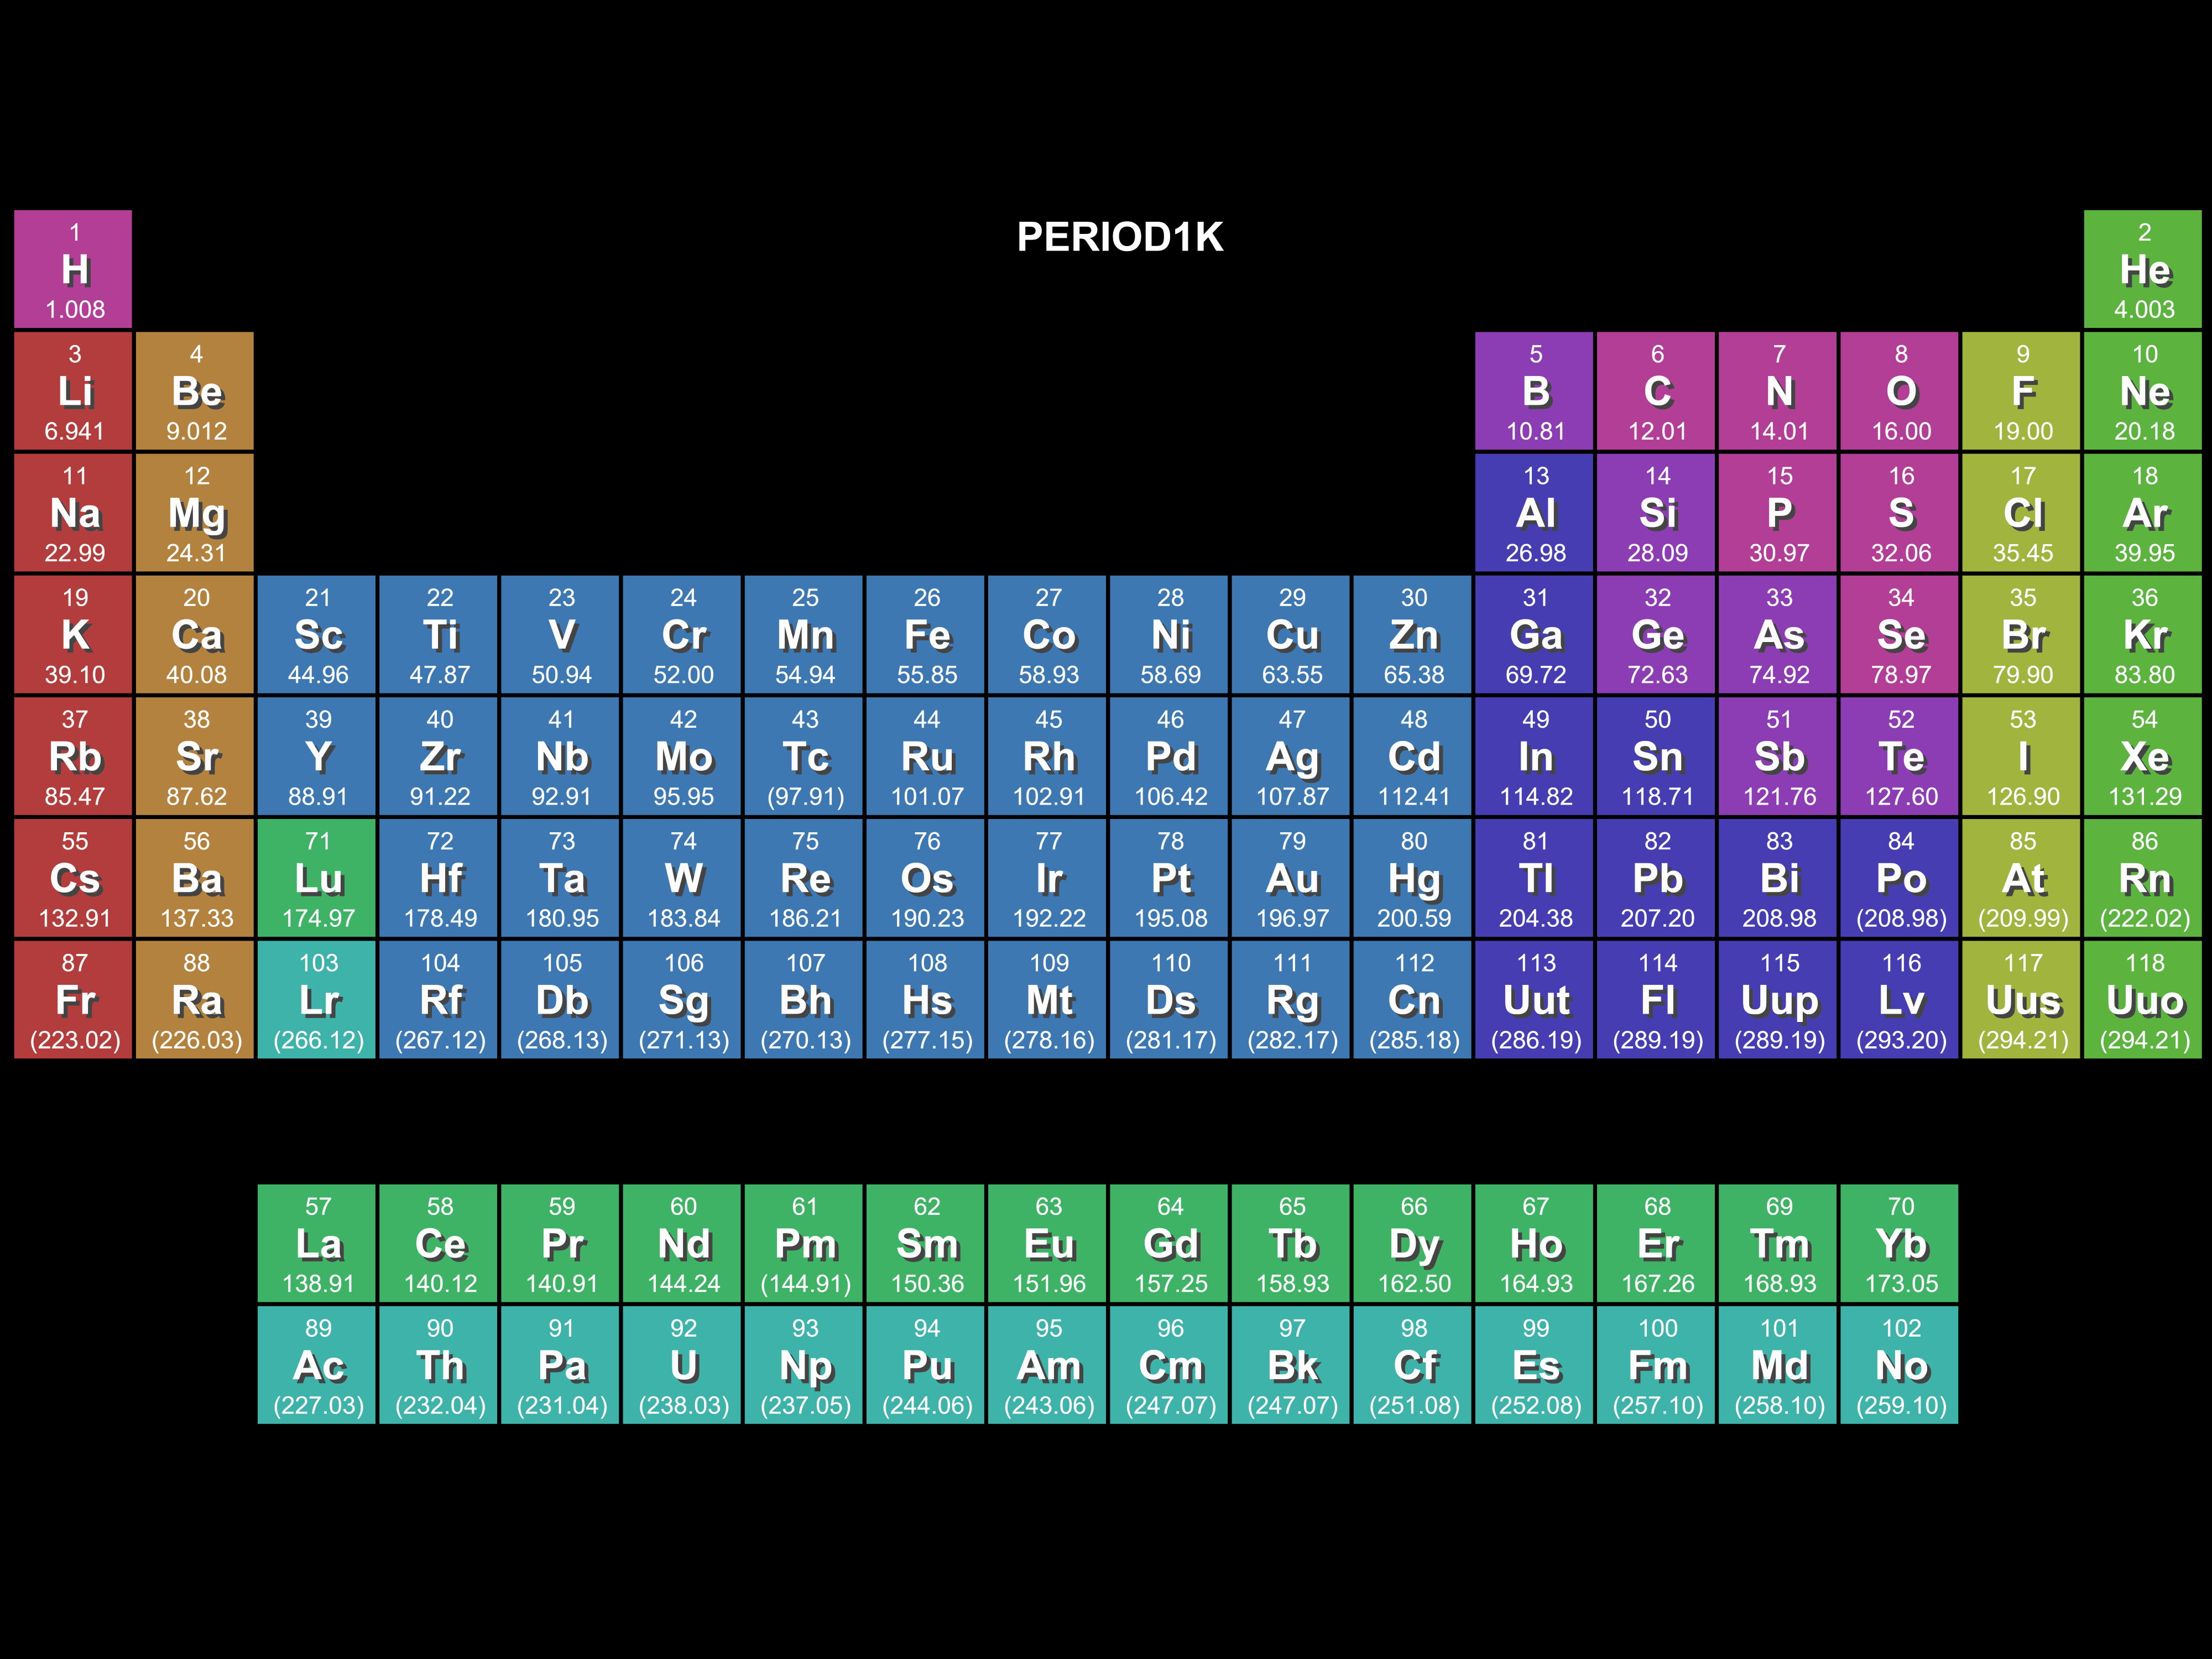 PERIOD1K
1 2
H He
1.008 4.003
3 4 5 6 7 8 9 10
Li Be B C N O F Ne
6.941 9.012 10.81 12.01 14.01 16.00 19.00 20.18
11 12 13 14 15 16 17 18
Na Mg Al Si P S Cl Ar
22.99 24.31 26.98 28.09 30.97 32.06 35.45 39.95
19 20 21 22 23 24 25 26 27 28 29 30 31 32 33 34 35 36
K Ca Sc Ti V Cr Mn Fe Co Ni Cu Zn Ga Ge As Se Br Kr
39.10 40.08 44.96 47.87 50.94 52.00 54.94 55.85 58.93 58.69 63.55 65.38 69.72 72.63 74.92 78.97 79.90 83.80
37 38 39 40 41 42 43 44 45 46 47 48 49 50 51 52 53 54
Rb Sr Y Zr Nb Mo Tc Ru Rh Pd Ag Cd In Sn Sb Te I Xe
85.47 87.62 88.91 91.22 92.91 95.95 (97.91) 101.07 102.91 106.42 107.87 112.41 114.82 118.71 121.76 127.60 126.90 131.29
55 56 71 72 73 74 75 76 77 78 79 80 81 82 83 84 85 86
Cs Ba Lu Hf Ta W Re Os Ir Pt Au Hg Tl Pb Bi Po At Rn
132.91 137.33 174.97 178.49 180.95 183.84 186.21 190.23 192.22 195.08 196.97 200.59 204.38 207.20 208.98 (208.98) (209.99) (222.02)
87 88 103 104 105 106 107 108 109 110 111 112 113 114 115 116 117 118
Fr Ra Lr Rf Db Sg Bh Hs Mt Ds Rg Cn Uut Fl Uup Lv Uus Uuo
(223.02) (226.03) (266.12) (267.12) (268.13) (271.13) (270.13) (277.15) (278.16) (281.17) (282.17) (285.18) (286.19) (289.19) (289.19) (293.20) (294.21) (294.21)
57 58 59 60 61 62 63 64 65 66 67 68 69 70
La Ce Pr Nd Pm Sm Eu Gd Tb Dy Ho Er Tm Yb
138.91 140.12 140.91 144.24 (144.91) 150.36 151.96 157.25 158.93 162.50 164.93 167.26 168.93 173.05
89 90 91 92 93 94 95 96 97 98 99 100 101 102
Ac Th Pa U Np Pu Am Cm Bk Cf Es Fm Md No
(227.03) (232.04) (231.04) (238.03) (237.05) (244.06) (243.06) (247.07) (247.07) (251.08) (252.08) (257.10) (258.10) (259.10)